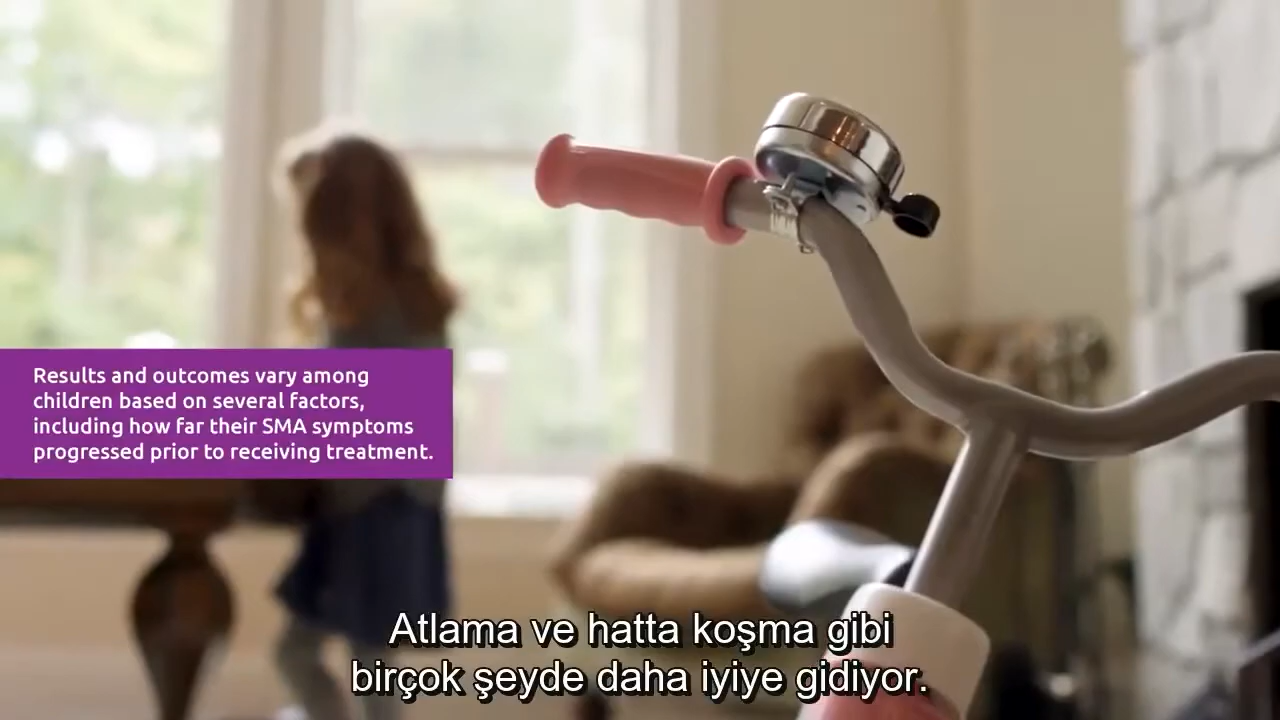 Results and outcomes vary among
children based on several factors,
including how far their SMA symptoms
progressed prior to receiving treatment.
Atlama ve hatta koşma gibi
birçok şeyde daha iyiye gidiyor.